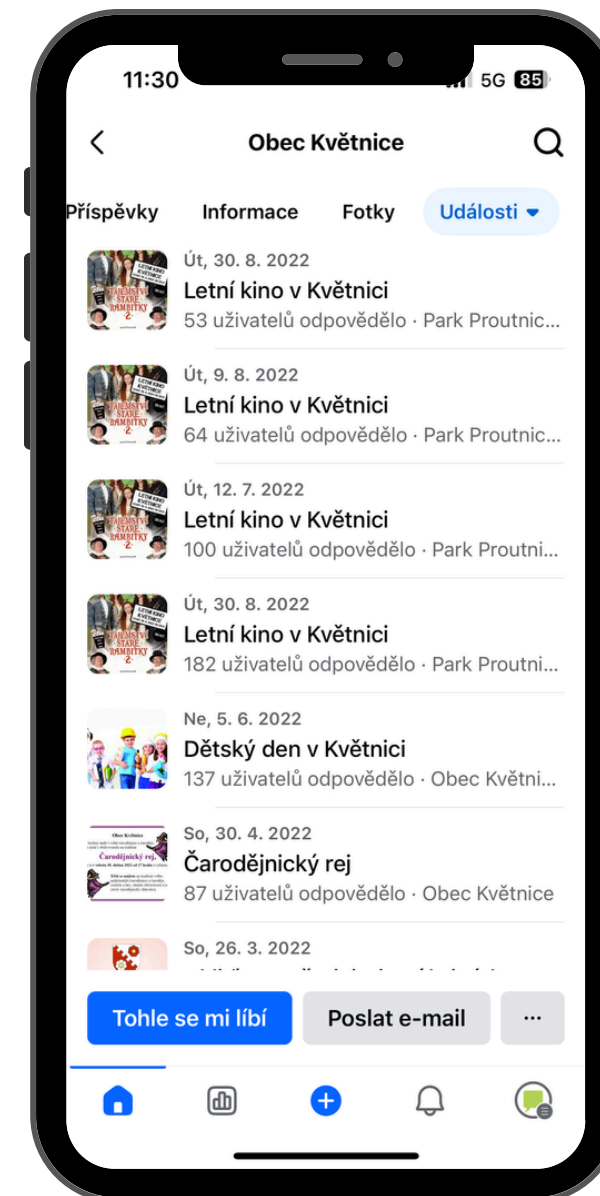 11:30
5G 85
Obec Květnice
Příspěvky Informace Fotky Události
Út, 30. 8. 2022
Letní kino v Květnici
53 uživatelů odpovědělo · Park Proutnic...
Út, 9. 8. 2022
Letní kino v Květnici
64 uživatelů odpovědělo · Park Proutnic...
Út, 12. 7. 2022
Letní kino v Květnici
100 uživatelů odpovědělo · Park Proutni...
Út, 30. 8. 2022
Letní kino v Květnici
182 uživatelů odpovědělo · Park Proutni...
Ne, 5. 6. 2022
Dětský den v Květnici
137 uživatelů odpovědělo · Obec Květni...
Obec Květnice
Čarodějnický rej,
So, 30. 4. 2022
Čarodějnický rej
87 uživatelů odpovědělo · Obec Květnice
So, 26. 3. 2022
Tohle se mi líbí
Poslat e-mail
...